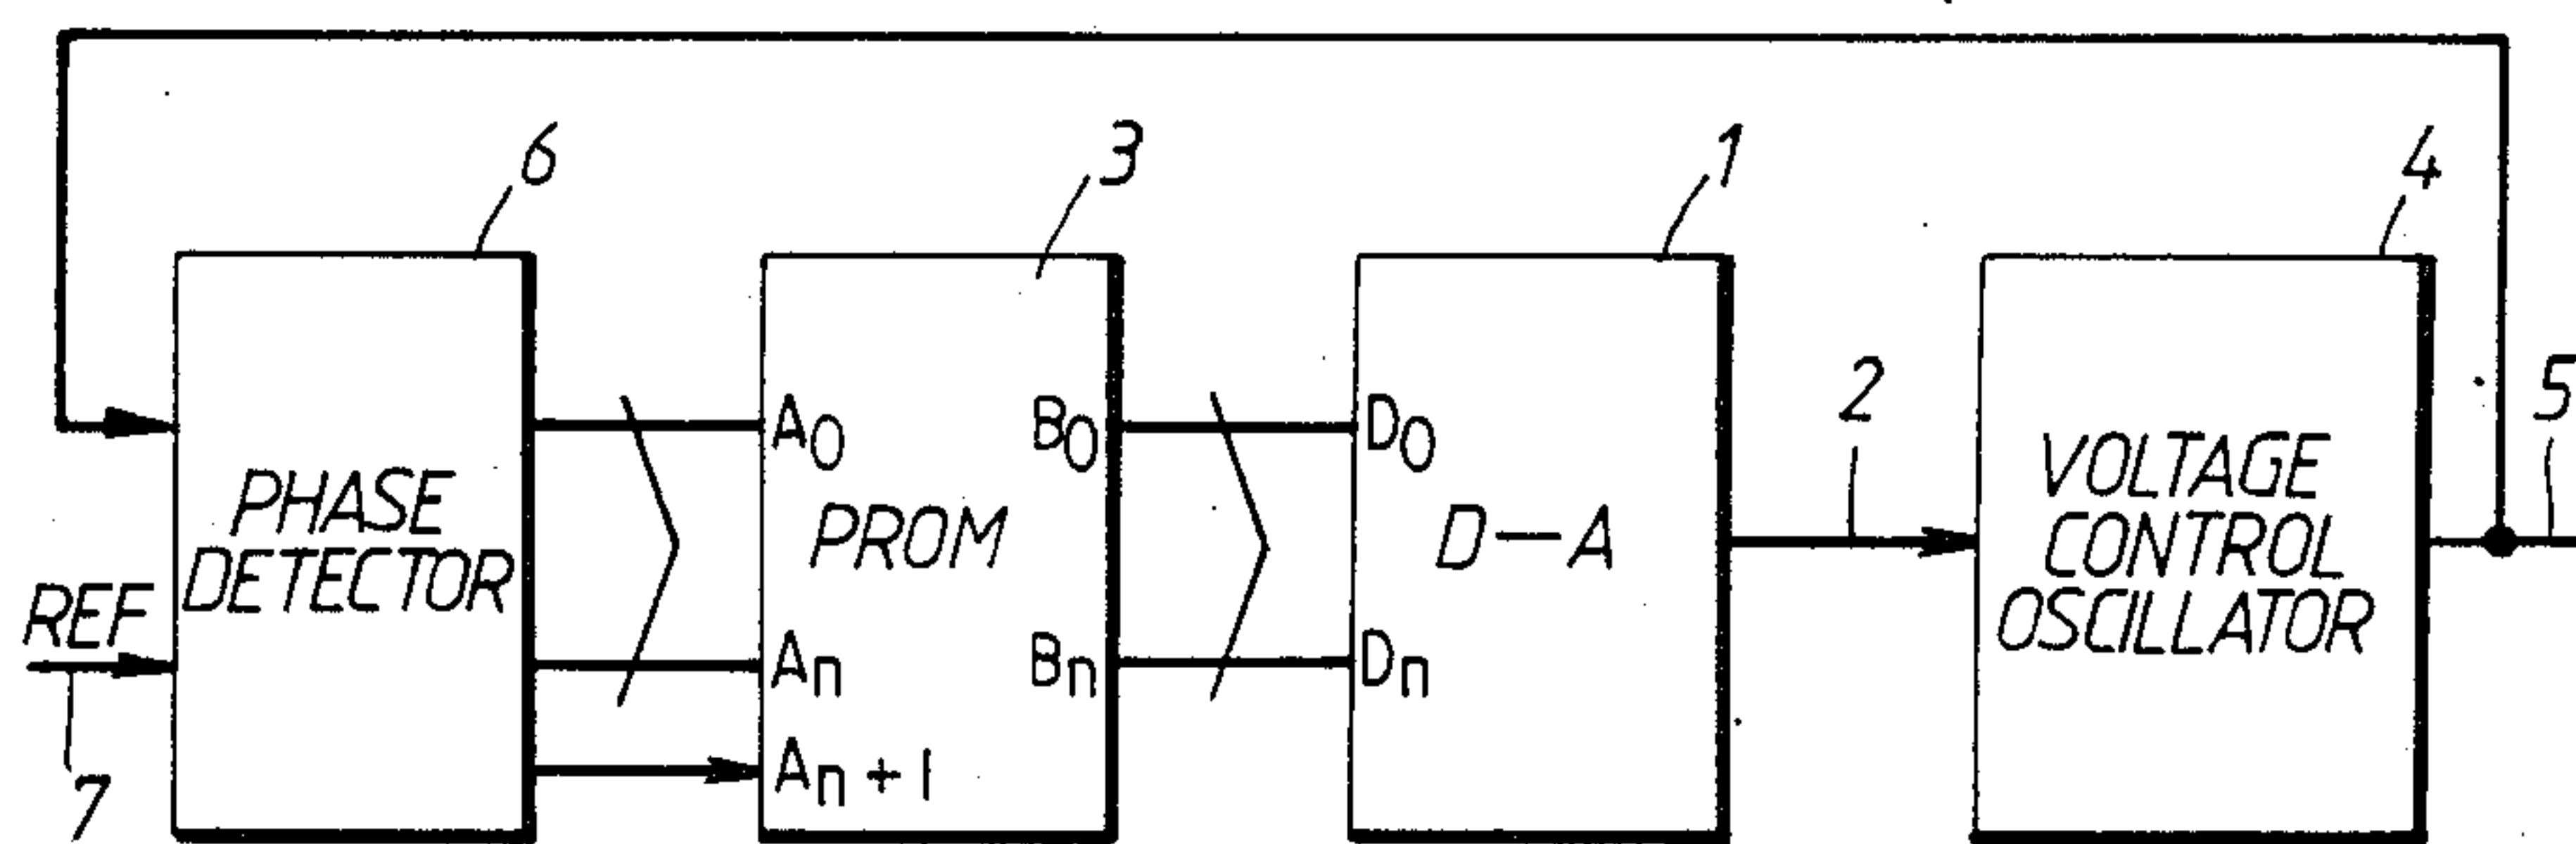 6
3
1
4
A0
B0
D0
2
5
PHASE
DETECTOR
PROM
D—A
VOLTAGE
CONTROL
OSCILLATOR
REF
An
Bn
Dn
An+1
7